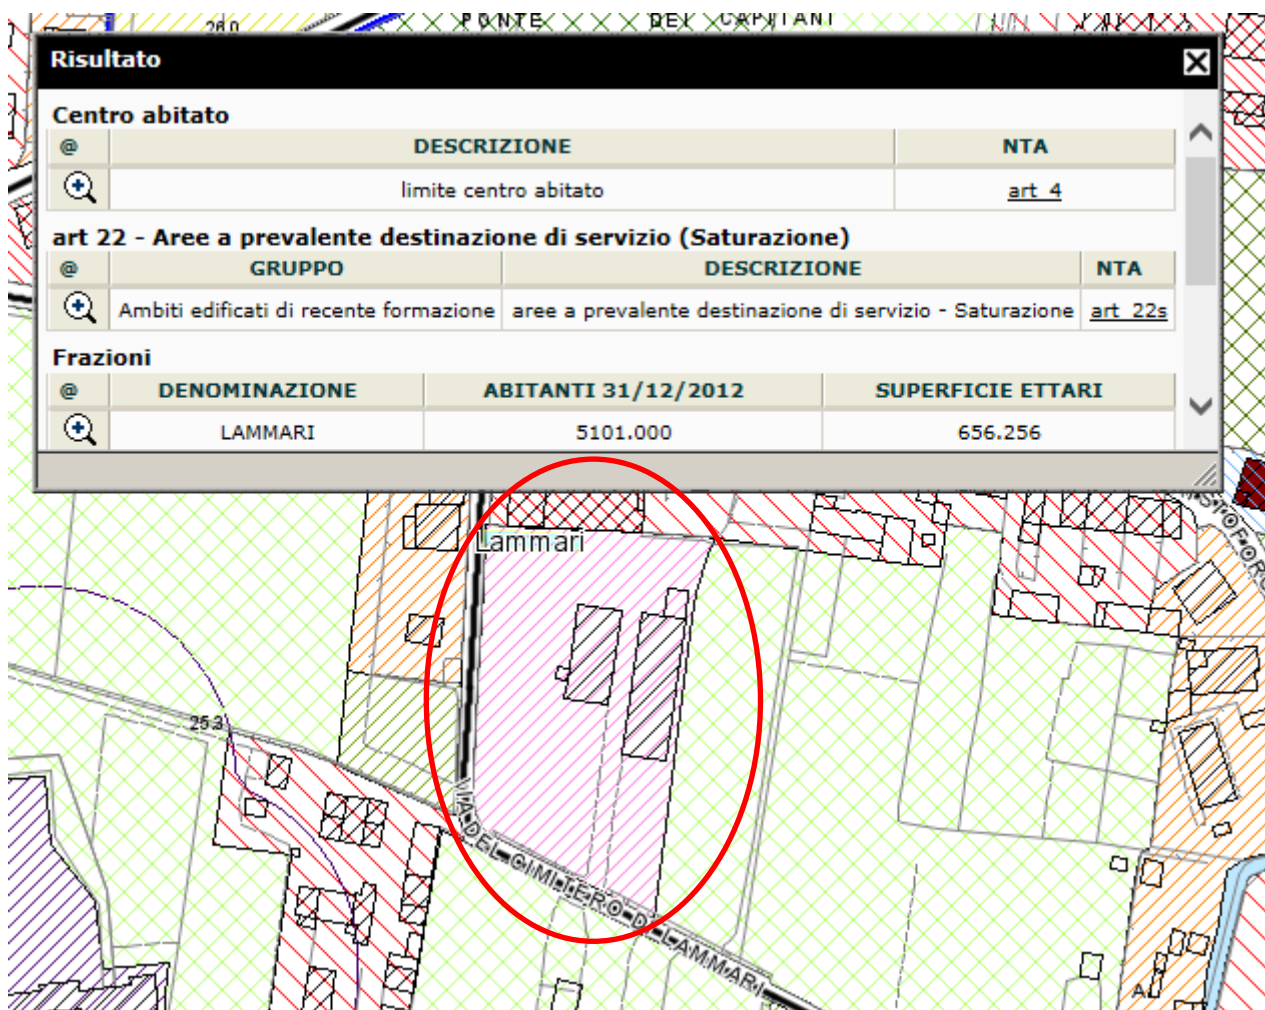 PONTE DEI CAPITANI
26.0
Risultato
Centro abitato
@ DESCRIZIONE NTA
limite centro abitato art 4
art 22 - Aree a prevalente destinazione di servizio (Saturazione)
@ GRUPPO DESCRIZIONE NTA
Ambiti edificati di recente formazione aree a prevalente destinazione di servizio - Saturazione art 22s
Frazioni
@ DENOMINAZIONE ABITANTI 31/12/2012 SUPERFICIE ETTARI
LAMMARI 5101.000 656.256
Lammari
25.3
VIA DEL CIMITERO DI LAMMARI